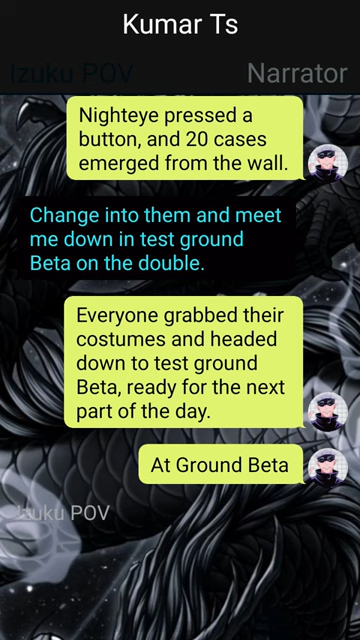 Kumar Ts
Izuku POV
Narrator
Nighteye pressed a
button, and 20 cases
emerged from the wall.
Change into them and meet
me down in test ground
Beta on the double.
Everyone grabbed their
costumes and headed
down to test ground
Beta, ready for the next
part of the day.
At Ground Beta
Izuku POV